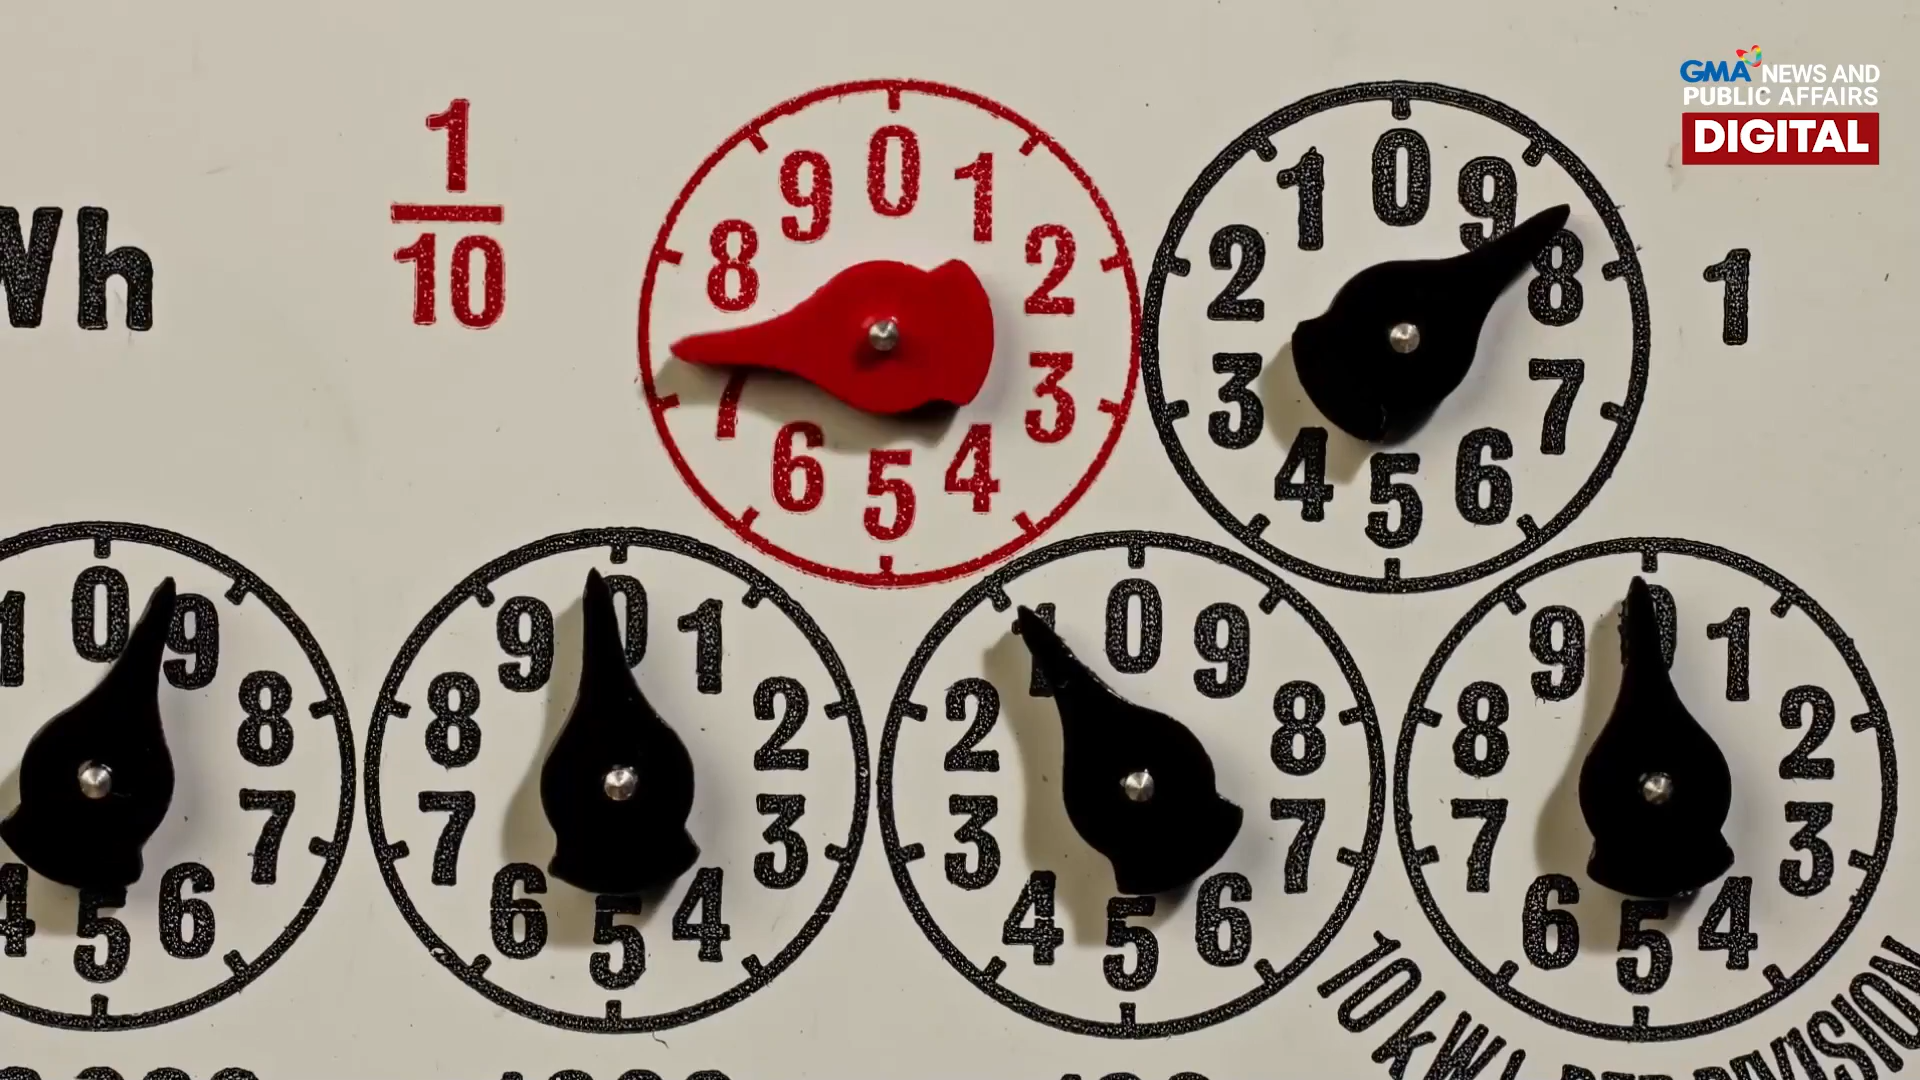 GMA NEWS AND
PUBLIC AFFAIRS
DIGITAL
Wh
1
10
0 1 2 3 4 5 6 7 8 9
0 9 8 7 6 5 4 3 2 1
1
0 9 8 7 6 5 4 1
0 1 2 3 4 5 6 7 8 9
0 9 8 7 6 5 4 3 2 1
0 1 2 3 4 5 6 7 8 9
10 kWh PER DIVISION